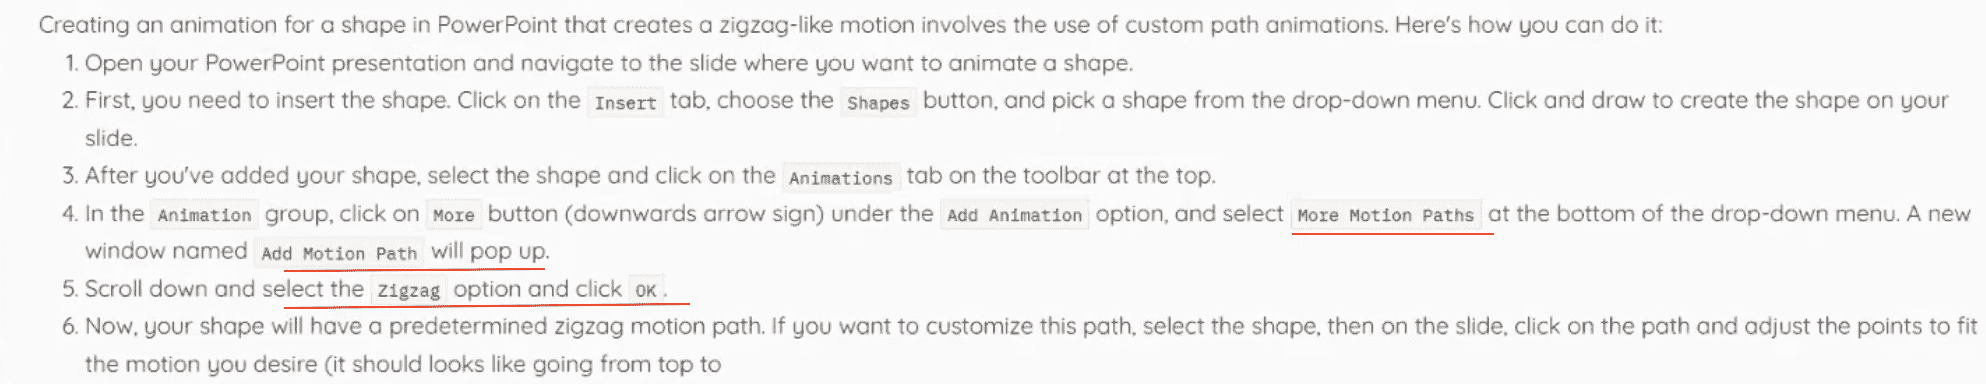 Creating an animation for a shape in PowerPoint that creates a zigzag-like motion involves the use of custom path animations. Here's how you can do it:
1. Open your PowerPoint presentation and navigate to the slide where you want to animate a shape.
2. First, you need to insert the shape. Click on the Insert tab, choose the Shapes button, and pick a shape from the drop-down menu. Click and draw to create the shape on your
slide.
3. After you've added your shape, select the shape and click on the Animations tab on the toolbar at the top.
4. In the Animation group, click on More button (downwards arrow sign) under the Add Animation option, and select More Motion Paths at the bottom of the drop-down menu. A new
window named Add Motion Path will pop up.
5. Scroll down and select the Zigzag option and click OK.
6. Now, your shape will have a predetermined zigzag motion path. If you want to customize this path, select the shape, then on the slide, click on the path and adjust the points to fit
the motion you desire (it should looks like going from top to